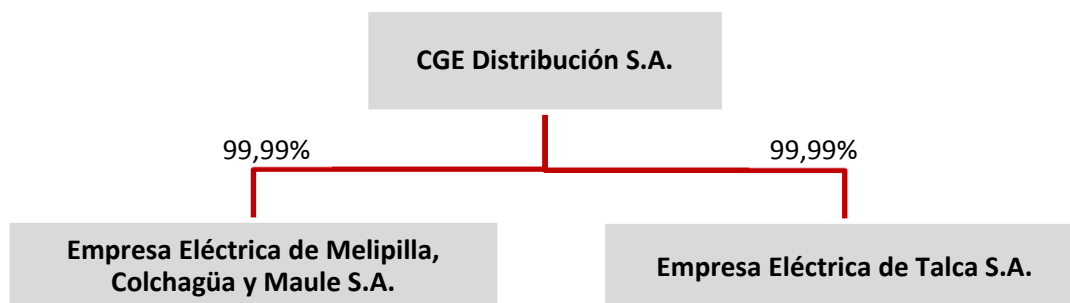 CGE Distribución S.A.
99,99%
99,99%
Empresa Eléctrica de Melipilla,
Colchagüa y Maule S.A.
Empresa Eléctrica de Talca S.A.